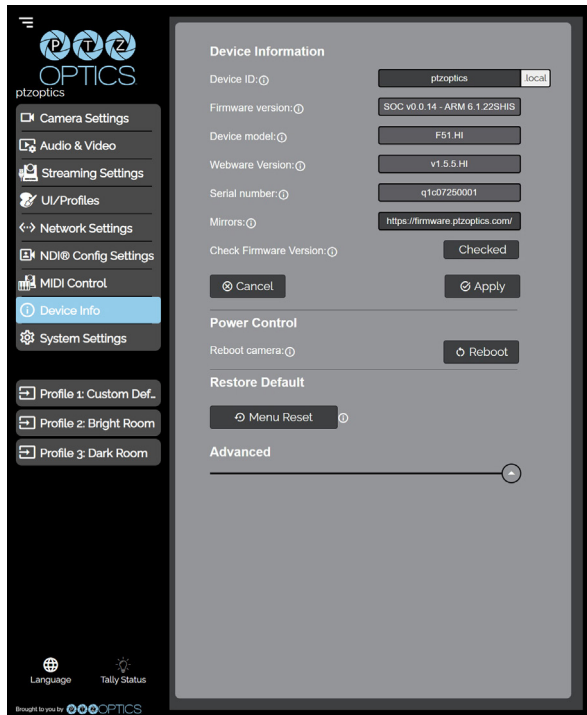 PTZ
OPTICS
ptzoptics
Camera Settings
Audio & Video
Streaming Settings
UI/Profiles
Network Settings
NDI® Config Settings
MIDI Control
Device Info
System Settings
Profile 1: Custom Def...
Profile 2: Bright Room
Profile 3: Dark Room
Language
Tally Status
Brought to you by PTZOPTICS
Device Information
Device ID: ptzoptics .local
Firmware version: SOC v0.0.14 - ARM 6.1.22SHIS
Device model: F51.HI
Webware Version: v1.5.5.HI
Serial number: q1c07250001
Mirrors: https://firmware.ptzoptics.com/
Check Firmware Version: Checked
Cancel Apply
Power Control
Reboot camera: Reboot
Restore Default
Menu Reset
Advanced